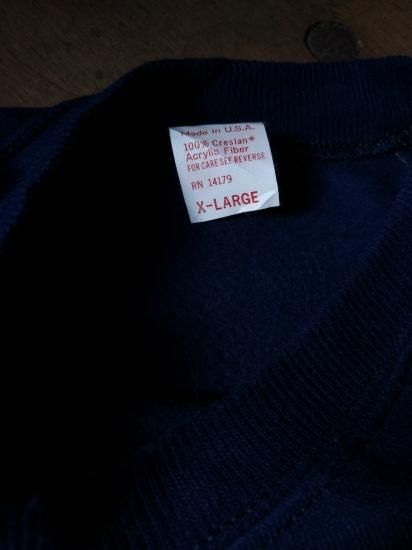 Made in U.S.A.
100% Creslan®
Acrylic Fiber
FOR CARE SEE REVERSE
RN 14179
X-LARGE